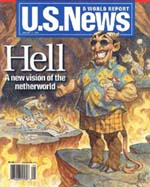 U.S.News
& WORLD REPORT
Hell
A new vision of the
netherworld